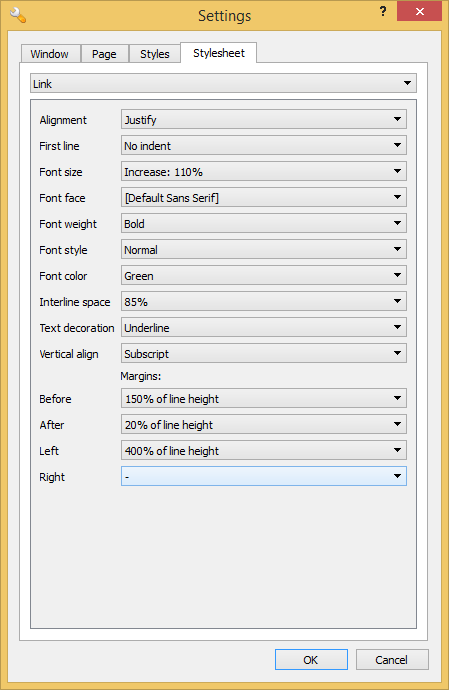 Settings
?
Window Page Styles Stylesheet
Link
Alignment Justify
First line No indent
Font size Increase: 110%
Font face [Default Sans Serif]
Font weight Bold
Font style Normal
Font color Green
Interline space 85%
Text decoration Underline
Vertical align Subscript
Margins:
Before 150% of line height
After 20% of line height
Left 400% of line height
Right -
OK Cancel